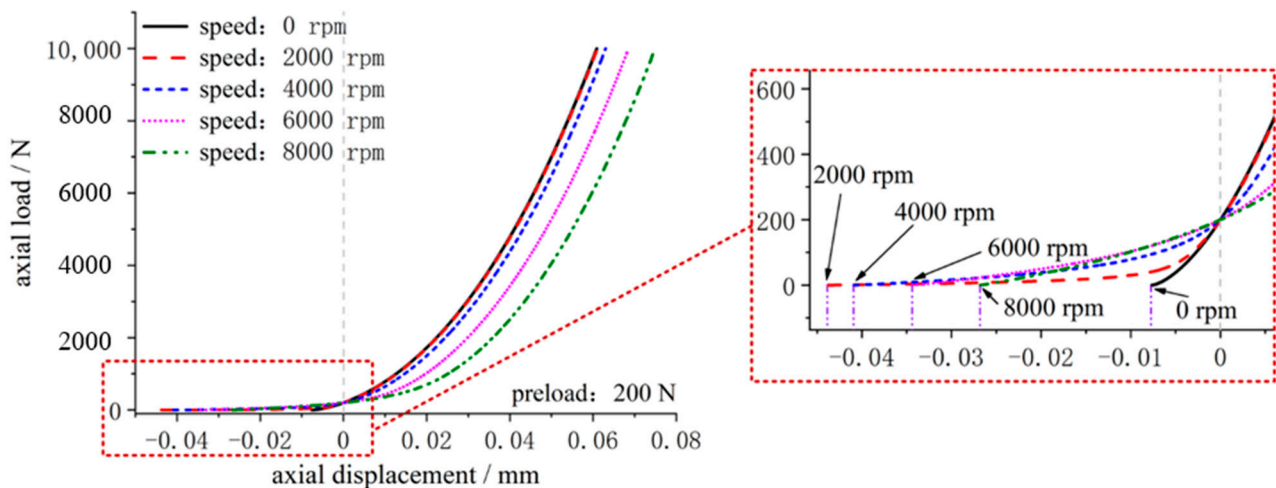 speed: 0 rpm
speed: 2000 rpm
speed: 4000 rpm
speed: 6000 rpm
speed: 8000 rpm
10,000
8000
6000
4000
2000
0
axial load / N
preload: 200 N
-0.04 -0.02 0 0.02 0.04 0.06 0.08
axial displacement / mm
600
400
200
0
2000 rpm
4000 rpm
6000 rpm
8000 rpm
0 rpm
-0.04 -0.03 -0.02 -0.01 0